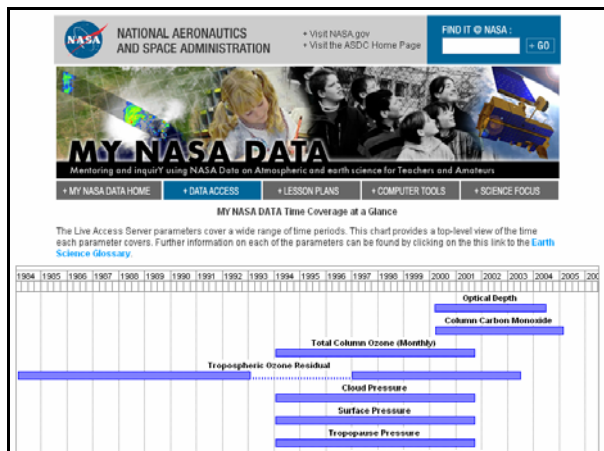 NASA
NATIONAL AERONAUTICS
AND SPACE ADMINISTRATION
+ Visit NASA.gov
+ Visit the ASDC Home Page
FIND IT @ NASA :
+ GO
MY NASA DATA
Mentoring and inquirY using NASA Data on Atmospheric and earth science for Teachers and Amateurs
+ MY NASA DATA HOME
+ DATA ACCESS
+ LESSON PLANS
+ COMPUTER TOOLS
+ SCIENCE FOCUS
MY NASA DATA Time Coverage at a Glance
The Live Access Server parameters cover a wide range of time periods. This chart provides a top-level view of the time
each parameter covers. Further information on each of the parameters can be found by clicking on the this link to the Earth
Science Glossary.
1984 1985 1986 1987 1988 1989 1990 1991 1992 1993 1994 1995 1996 1997 1998 1999 2000 2001 2002 2003 2004 2005
Optical Depth
Column Carbon Monoxide
Total Column Ozone (Monthly)
Tropospheric Ozone Residual
Cloud Pressure
Surface Pressure
Tropopause Pressure